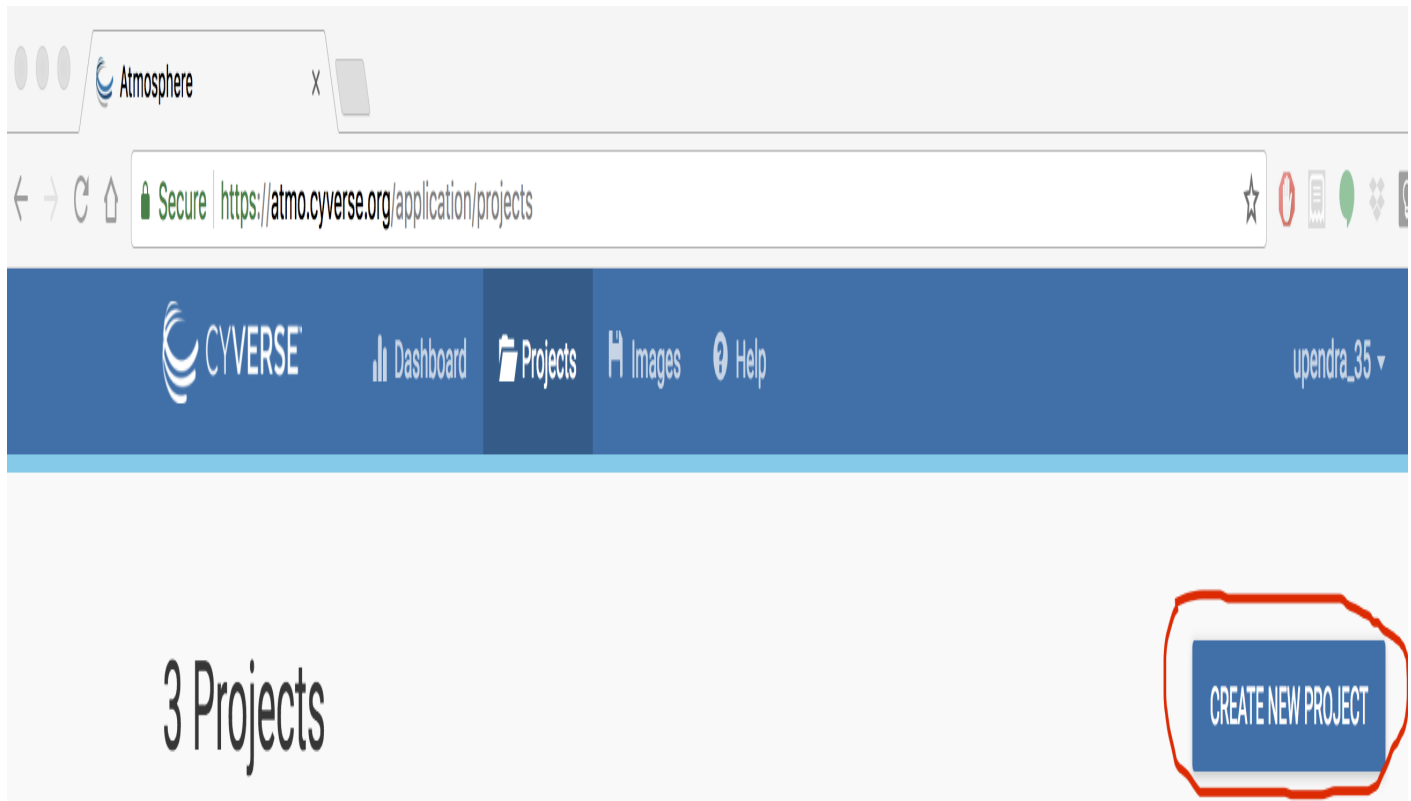 Atmosphere X
Secure https://atmo.cyverse.org/application/projects
CYVERSE Dashboard Projects Images Help upendra_35
3 Projects
CREATE NEW PROJECT